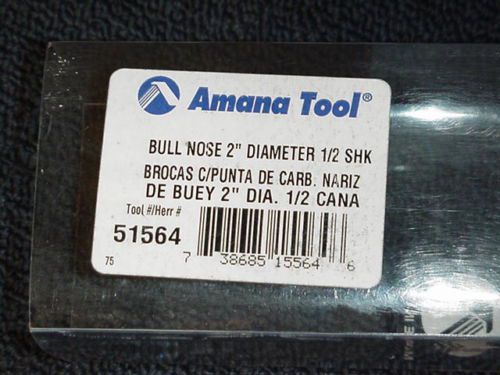 Amana Tool®
BULL NOSE 2" DIAMETER 1/2 SHK
BROCAS C/PUNTA DE CARB. NARIZ
DE BUEY 2" DIA. 1/2 CANA
Tool #/Herr #
51564
75
7 38685 15564 6